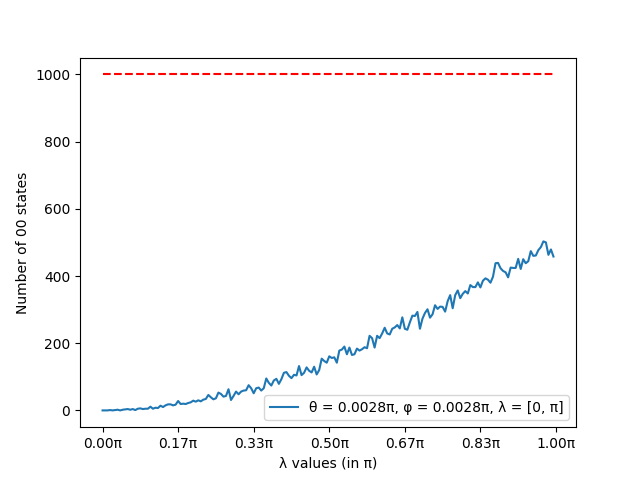 1000
800
600
400
200
0
Number of 00 states
θ = 0.0028π, φ = 0.0028π, λ = [0, π]
0.00π 0.17π 0.33π 0.50π 0.67π 0.83π 1.00π
λ values (in π)